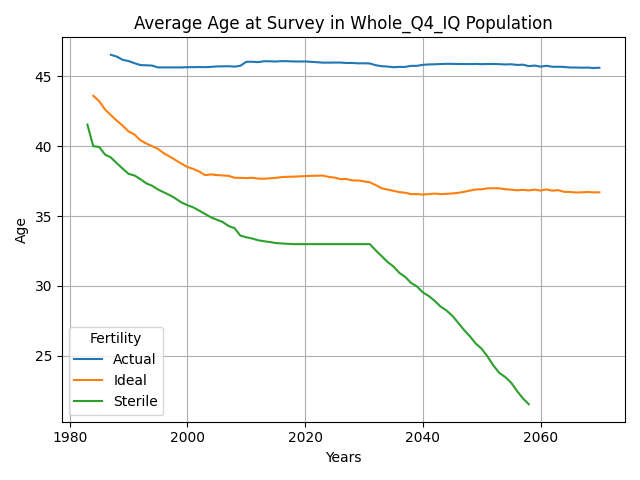 Average Age at Survey in Whole_Q4_IQ Population
Age
45
40
35
30
25
Fertility
Actual
Ideal
Sterile
1980
2000
2020
2040
2060
Years